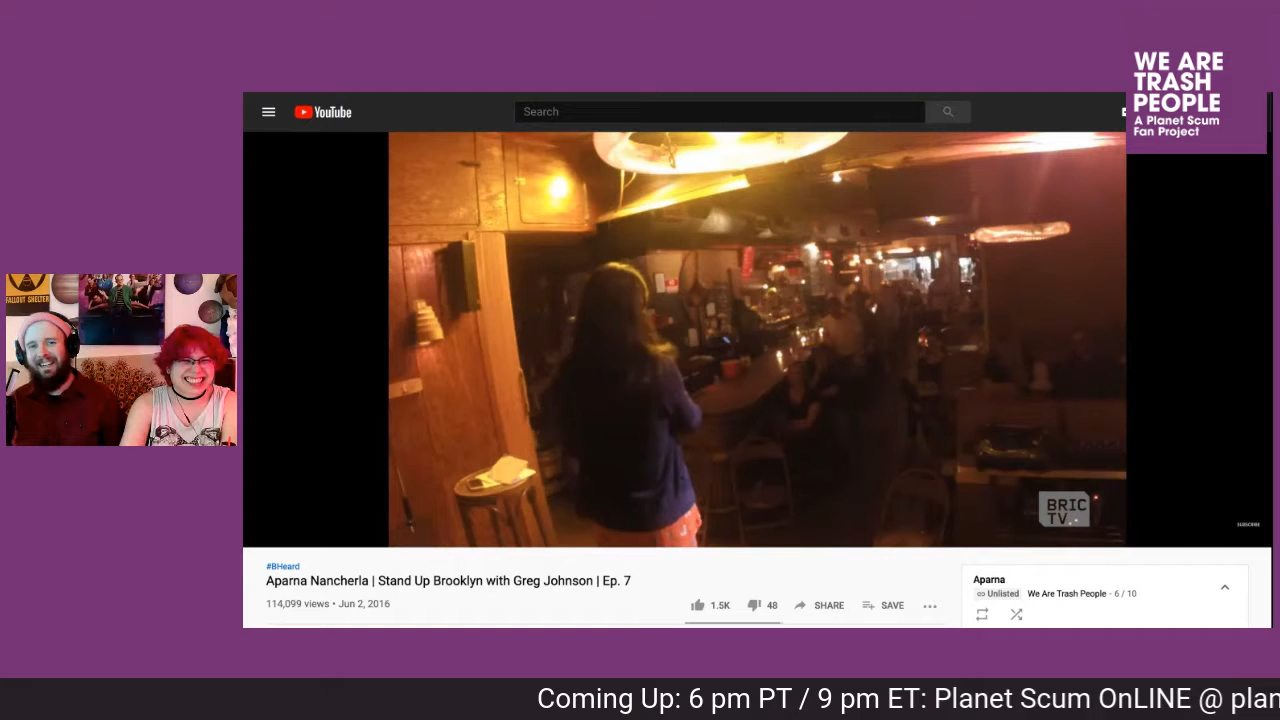 WE ARE
TRASH
PEOPLE
A Planet Scum
Fan Project
YouTube
Search
FALLOUT SHELTER
BRIC
TV
SUBSCRIBE
#BHeard
Aparna Nancherla | Stand Up Brooklyn with Greg Johnson | Ep. 7
114,099 views • Jun 2, 2016
1.5K
48
SHARE
SAVE
Aparna
Unlisted We Are Trash People - 6 / 10
Coming Up: 6 pm PT / 9 pm ET: Planet Scum OnLINE @ plan